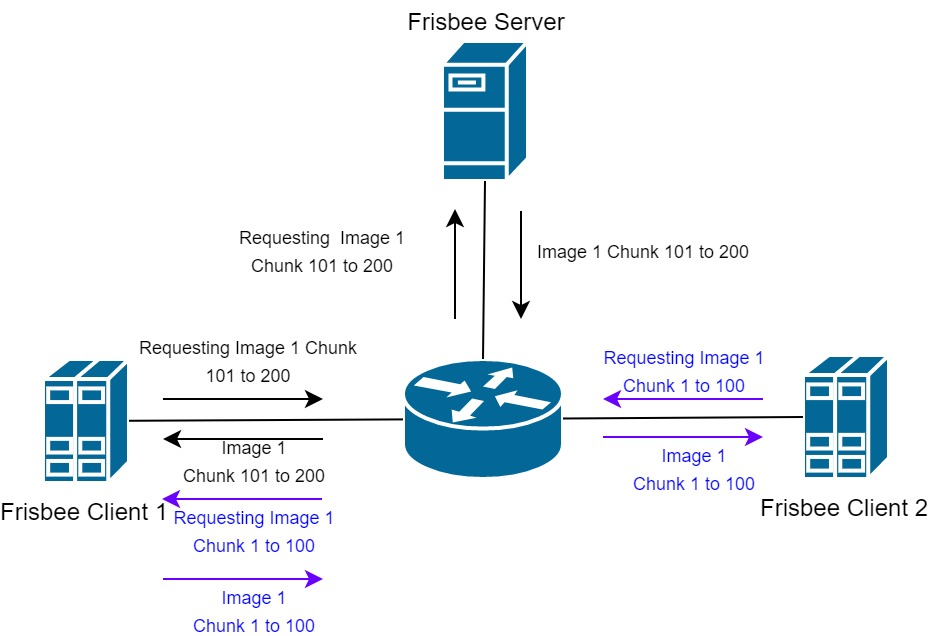 Frisbee Server
Requesting Image 1
Chunk 101 to 200
Image 1 Chunk 101 to 200
Requesting Image 1 Chunk
101 to 200
Image 1
Chunk 101 to 200
Frisbee Client 1
Requesting Image 1
Chunk 1 to 100
Image 1
Chunk 1 to 100
Requesting Image 1
Chunk 1 to 100
Image 1
Chunk 1 to 100
Frisbee Client 2